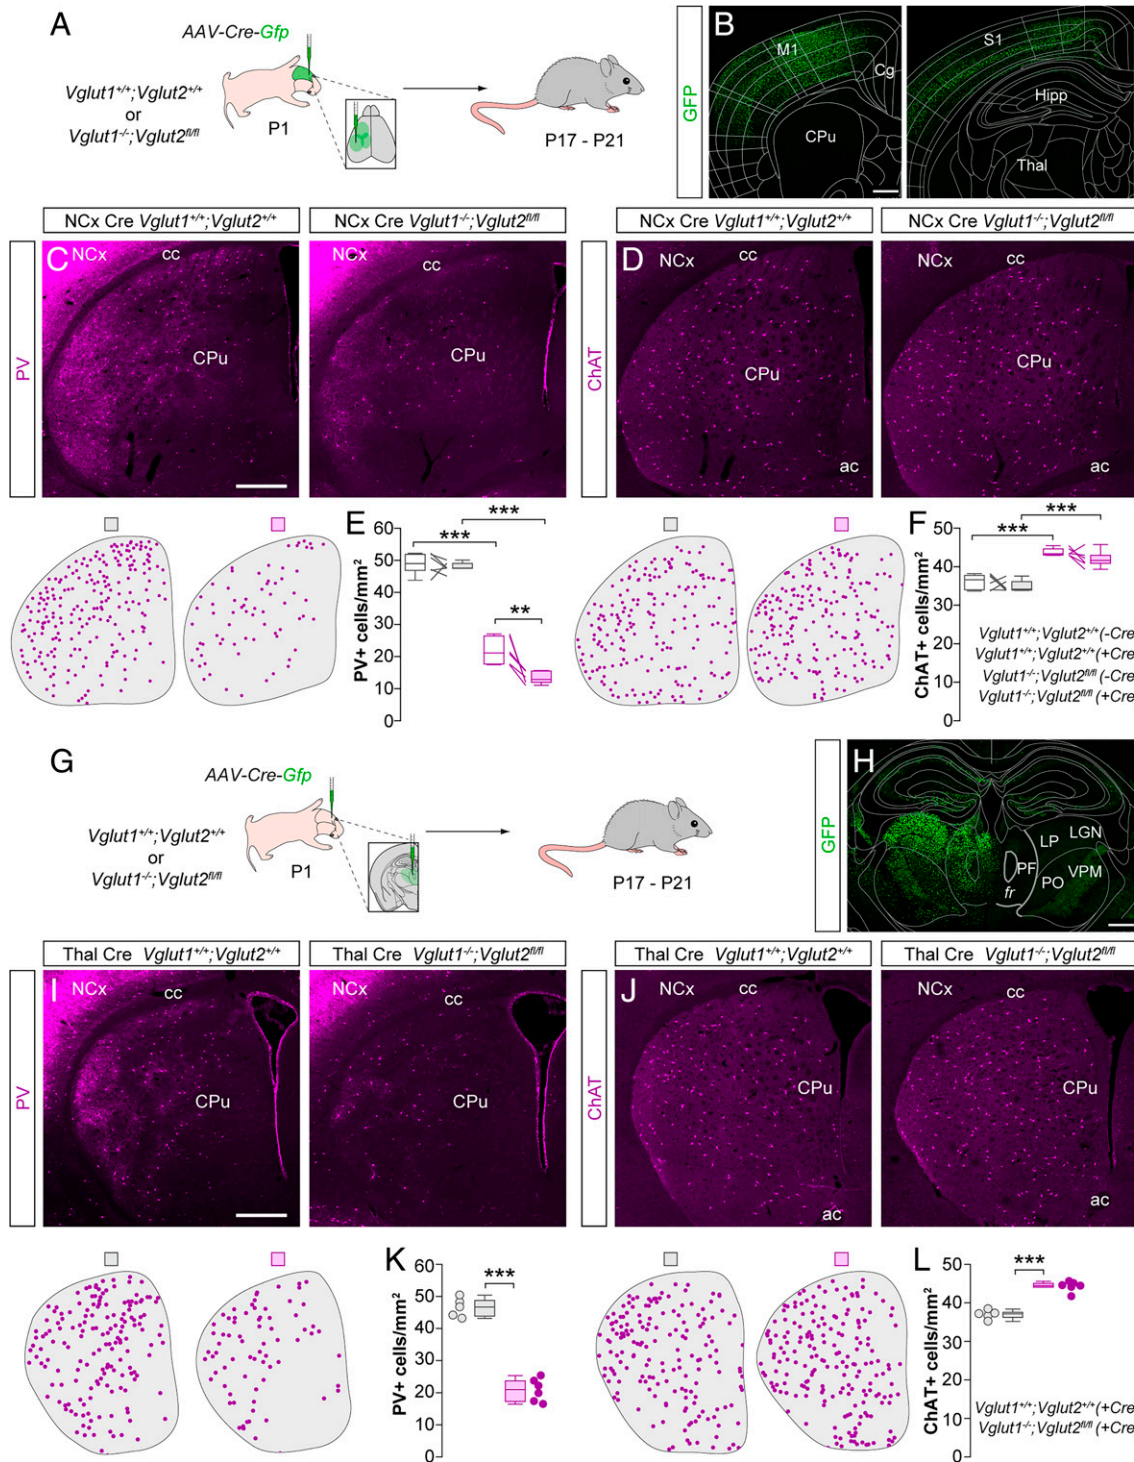 A
AAV-Cre-Gfp
Vglut1+/+;Vglut2+/+
or
Vglut1-/-;Vglut2fl/fl
P1
P17 - P21
B
GFP
M1
Cg
CPu
S1
Hipp
Thal
NCx Cre Vglut1+/+;Vglut2+/+
NCx Cre Vglut1-/-;Vglut2fl/fl
NCx Cre Vglut1+/+;Vglut2+/+
NCx Cre Vglut1-/-;Vglut2fl/fl
PV
C
NCx
cc
CPu
NCx
cc
CPu
ChAT
D
NCx
cc
CPu
ac
NCx
cc
CPu
ac
E
PV+ cells/mm2
60
50
40
30
20
10
0
***
***
**
F
ChAT+ cells/mm2
50
40
30
20
10
0
***
***
Vglut1+/+;Vglut2+/+(-Cre
Vglut1+/+;Vglut2+/+(+Cre
Vglut1-/-;Vglut2fl/fl (-Cre
Vglut1-/-;Vglut2fl/fl (+Cre
G
AAV-Cre-Gfp
Vglut1+/+;Vglut2+/+
or
Vglut1-/-;Vglut2fl/fl
P1
P17 - P21
H
GFP
LP
LGN
PF
fr
PO
VPM
Thal Cre Vglut1+/+;Vglut2+/+
Thal Cre Vglut1-/-;Vglut2fl/fl
Thal Cre Vglut1+/+;Vglut2+/+
Thal Cre Vglut1-/-;Vglut2fl/fl
PV
I
NCx
cc
CPu
NCx
cc
CPu
ChAT
J
NCx
cc
CPu
ac
NCx
cc
CPu
ac
K
PV+ cells/mm2
60
50
40
30
20
10
0
***
L
ChAT+ cells/mm2
50
40
30
20
10
0
***
Vglut1+/+;Vglut2+/+ (+Cre
Vglut1-/-;Vglut2fl/fl (+Cre